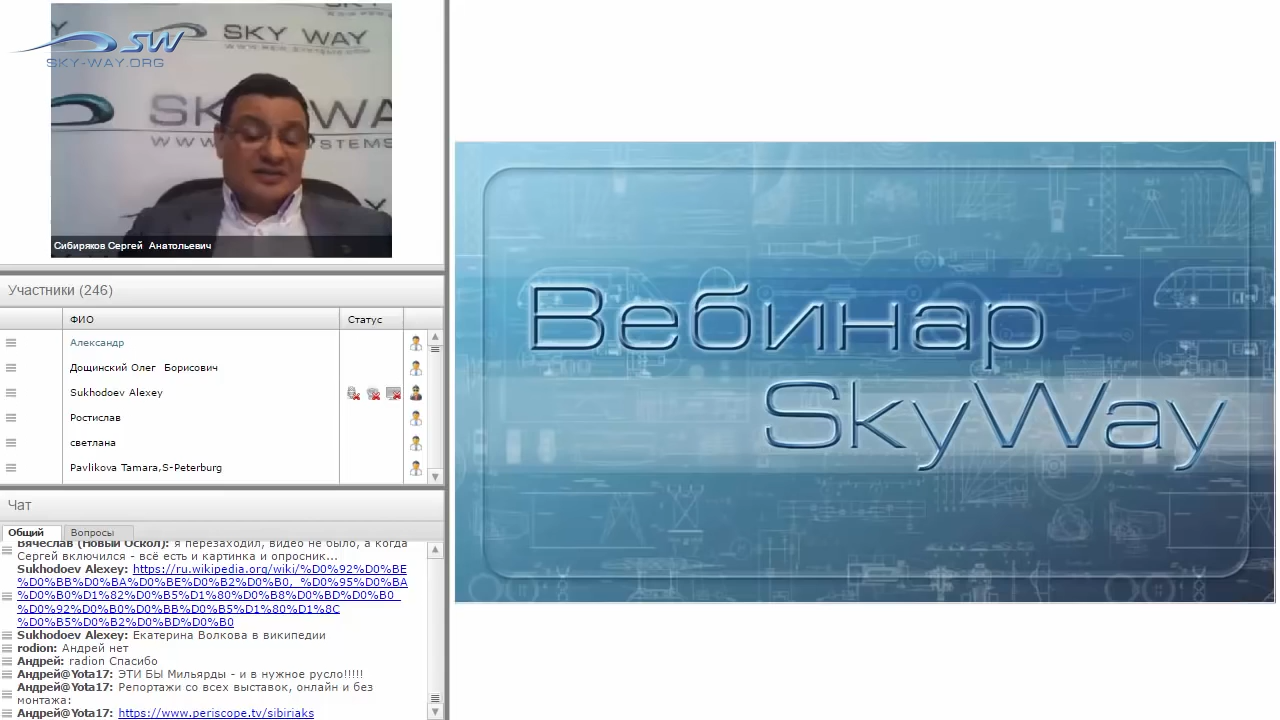 SKY WAY
SW
SKY-WAY.ORG
SKYWA
Сибиряков Сергей Анатольевич
Участники (246)
ФИО
Статус
Александр
Дощинский Олег Борисович
Sukhodoev Alexey
Ростислав
светлана
Pavlikova Tamara,S-Peterburg
Чат
Общий
Вопросы
Вячеслав (Новый Оскол): я перезаходил, видео не было, а когда
Сергей включился - всё есть и картинка и опросник...
Sukhodoev Alexey: https://ru.wikipedia.org/wiki/%D0%92%D0%BE
%D0%BB%D0%BA%D0%BE%D0%B2%D0%B0,_%D0%95%D0%BA
%D0%B0%D1%82%D0%B5%D1%80%D0%B8%D0%BD%D0%B0_
%D0%92%D0%B0%D0%BB%D0%B5%D1%80%D1%8C
%D0%B5%D0%B2%D0%BD%D0%B0
Sukhodoev Alexey: Екатерина Волкова в википедии
rodion: Андрей нет
Андрей: radion Спасибо
Андрей@Yota17: ЭТИ БЫ Мильярды - и в нужное русло!!!!!
Андрей@Yota17: Репортажи со всех выставок, онлайн и без
монтажа:
Андрей@Yota17: https://www.periscope.tv/sibiriaks
Вебинар
SkyWay